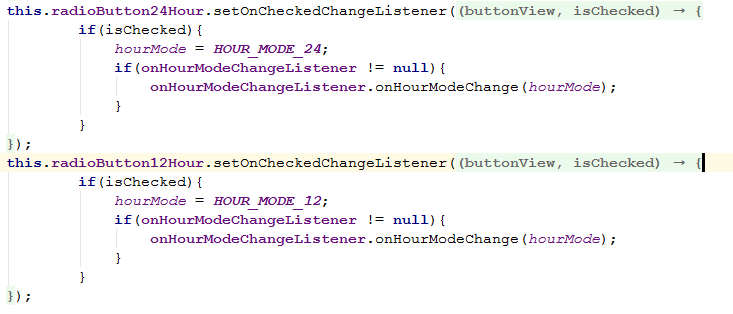 this.radioButton24Hour.setOnCheckedChangeListener((buttonView, isChecked) → {
        if(isChecked){
            hourMode = HOUR_MODE_24;
            if(onHourModeChangeListener != null){
                onHourModeChangeListener.onHourModeChange(hourMode);
            }
        }
});
this.radioButton12Hour.setOnCheckedChangeListener((buttonView, isChecked) → {
        if(isChecked){
            hourMode = HOUR_MODE_12;
            if(onHourModeChangeListener != null){
                onHourModeChangeListener.onHourModeChange(hourMode);
            }
        }
});